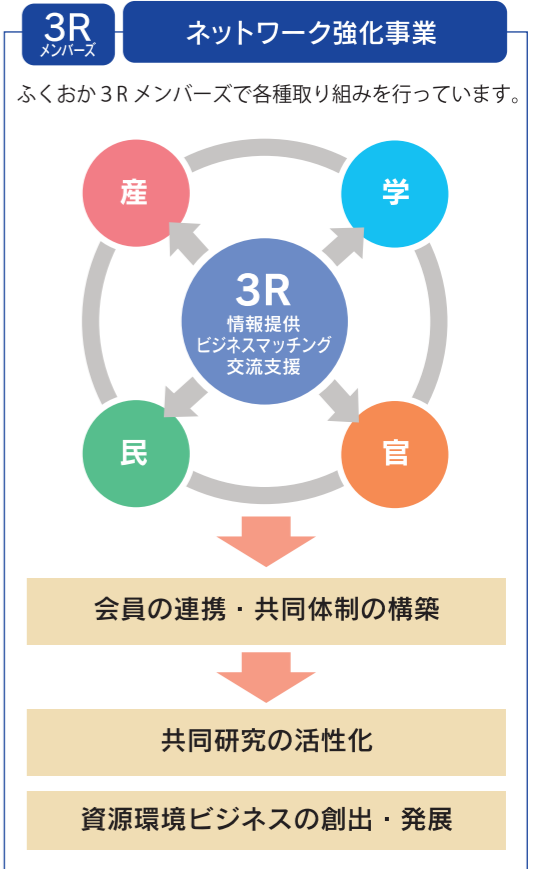 3R
メンバーズ
ネットワーク強化事業
ふくおか3Rメンバーズで各種取り組みを行っています。
産
学
3R
情報提供
ビジネスマッチング
交流支援
民
官
会員の連携・共同体制の構築
共同研究の活性化
資源環境ビジネスの創出・発展